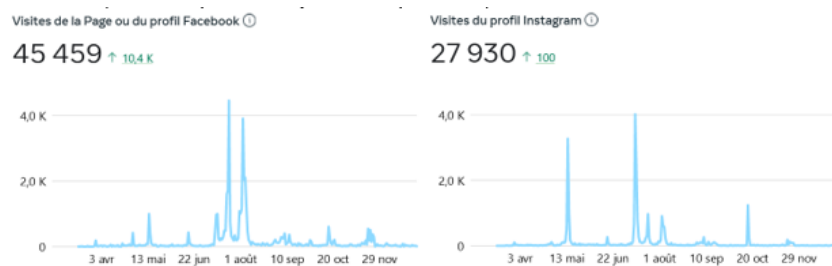 Visites de la Page ou du profil Facebook
45 459 ↑ 10,4 K
4,0 K
2,0 K
0
3 avr 13 mai 22 jun 1 août 10 sep 20 oct 29 nov
Visites du profil Instagram
27 930 ↑ 100
4,0 K
2,0 K
0
3 avr 13 mai 22 jun 1 août 10 sep 20 oct 29 nov